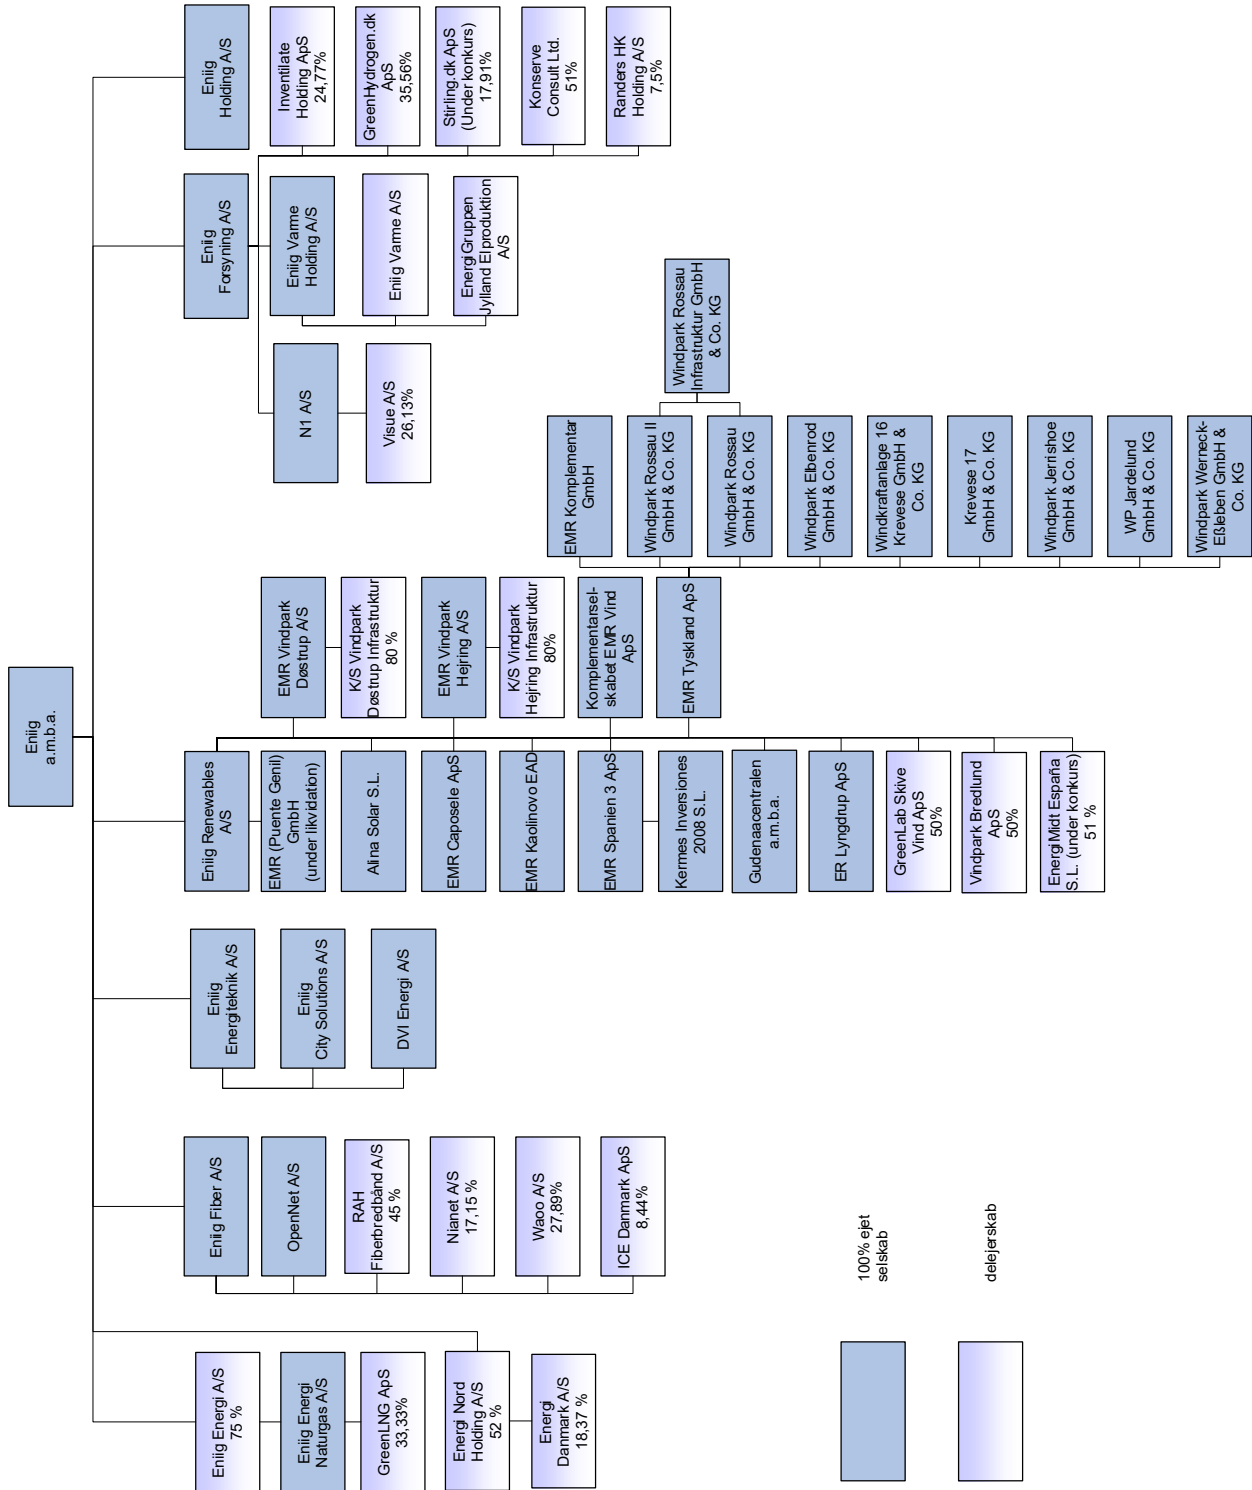 Eniig
a.m.b.a.
Eniig Energi A/S
75 %
Eniig Energi
Naturgas A/S
GreenLNG ApS
33,33%
Energi Nord
Holding A/S
52 %
Energi
Danmark A/S
18,37 %
Eniig Fiber A/S
OpenNet A/S
RAH
Fiberbredbånd A/S
45 %
Nianet A/S
17,15 %
Waoo A/S
27,89%
ICE Danmark ApS
8,44%
Eniig
Energiteknik A/S
Eniig
City Solutions A/S
DVI Energi A/S
Eniig Renewables
A/S
EMR (Puente Genil)
GmbH
(under likvidation)
Alina Solar S.L.
EMR Caposele ApS
EMR Kaolinovo EAD
EMR Spanien 3 ApS
Kermes Inversiones
2008 S.L.
Gudenaacentralen
a.m.b.a.
ER Lyngdrup ApS
GreenLab Skive
Vind ApS
50%
Vindpark Bredlund
ApS
50%
EnergiMidt España
S.L. (under konkurs)
51 %
EMR Vindpark
Døstrup A/S
K/S Vindpark
Døstrup Infrastruktur
80 %
EMR Vindpark
Hejring A/S
K/S Vindpark
Hejring Infrastruktur
80%
Komplementarsel-
skabet EMR Vind
ApS
EMR Tyskland ApS
EMR Komplementar
GmbH
Windpark Rossau II
GmbH & Co. KG
Windpark Rossau
GmbH & Co. KG
Windpark Elbenrod
GmbH & Co. KG
Windkraftanlage 16
Krevese GmbH &
Co. KG
Krevese 17
GmbH & Co. KG
Windpark Jerrishoe
GmbH & Co. KG
WP Jardelund
GmbH & Co. KG
Windpark Werneck-
Eßleben GmbH &
Co. KG
Windpark Rossau
Infrastruktur GmbH
& Co. KG
Eniig
Forsyning A/S
N1 A/S
Visue A/S
26,13%
Eniig Varme
Holding A/S
Eniig Varme A/S
EnergiGruppen
Jylland Elproduktion
A/S
Eniig
Holding A/S
Inventilate
Holding ApS
24,77%
GreenHydrogen.dk
ApS
35,56%
Stirling.dk ApS
(Under konkurs)
17,91%
Konserve
Consult Ltd.
51%
Randers HK
Holding A/S
7,5%
100% ejet
selskab
delejerskab